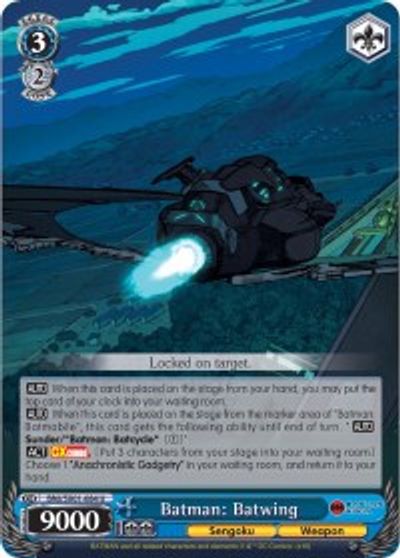 3
2
Locked on target.
AUTO When this card is placed on the stage from your hand, you may put the
top card of your clock into your waiting room.
AUTO When this card is placed on the stage from the marker area of "Batman:
Batmobile", this card gets the following ability until end of turn. "AUTO
Sunder/"Batman: Batcycle"
ACT CX COMBO [Put 3 characters from your stage into your waiting room]
Choose 1 "Anachronistic Gadgetry" in your waiting room, and return it to your
hand.
9000
Batman: Batwing
Sengoku
Weapon